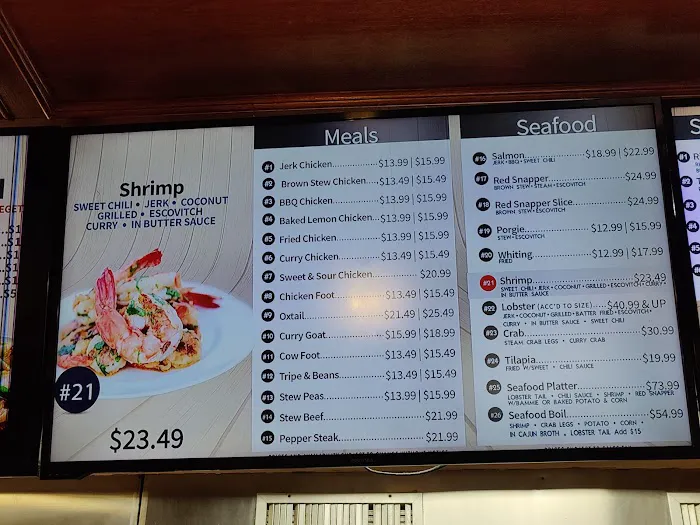 Shrimp
SWEET CHILI • JERK • COCONUT
GRILLED • ESCOVITCH
CURRY • IN BUTTER SAUCE
#21
$23.49
Meals
#1 Jerk Chicken $13.99 | $15.99
#2 Brown Stew Chicken $13.49 | $15.49
#3 BBQ Chicken $13.99 | $15.99
#4 Baked Lemon Chicken $13.99 | $15.99
#5 Fried Chicken $13.99 | $15.99
#6 Curry Chicken $13.49 | $15.49
#7 Sweet & Sour Chicken $20.99
#8 Chicken Foot $13.49 | $15.49
#9 Oxtail $21.49 | $25.49
#10 Curry Goat $15.99 | $18.99
#11 Cow Foot $13.49 | $15.49
#12 Tripe & Beans $13.49 | $15.49
#13 Stew Peas $13.99 | $15.99
#14 Stew Beef $21.99
#15 Pepper Steak $21.99
Seafood
#16 Salmon $18.99 | $22.99
JERK • BBQ • SWEET CHILI
#17 Red Snapper $24.99
BROWN STEW • STEAM • ESCOVITCH
#18 Red Snapper Slice $24.99
BROWN STEW • ESCOVITCH
#19 Porgie $12.99 | $15.99
STEW • ESCOVITCH
#20 Whiting $12.99 | $17.99
FRIED
#21 Shrimp $23.49
SWEET CHILI • JERK • COCONUT • GRILLED • ESCOVITCH • CURRY •
IN BUTTER SAUCE
#22 Lobster (ACC'D TO SIZE) $40.99 & UP
JERK • COCONUT • GRILLED • BATTER FRIED • ESCOVITCH •
CURRY • IN BUTTER SAUCE • SWEET CHILI
#23 Crab $30.99
STEAM CRAB LEGS • CURRY CRAB
#24 Tilapia $19.99
FRIED W/SWEET • CHILI SAUCE
#25 Seafood Platter $73.99
LOBSTER TAIL • CHILI SAUCE • SHRIMP • RED SNAPPER
W/BAMMIE OR BAKED POTATO & CORN
#26 Seafood Boil $54.99
SHRIMP • CRAB LEGS • POTATO • CORN •
IN CAJUN BROTH • LOBSTER TAIL Add $15